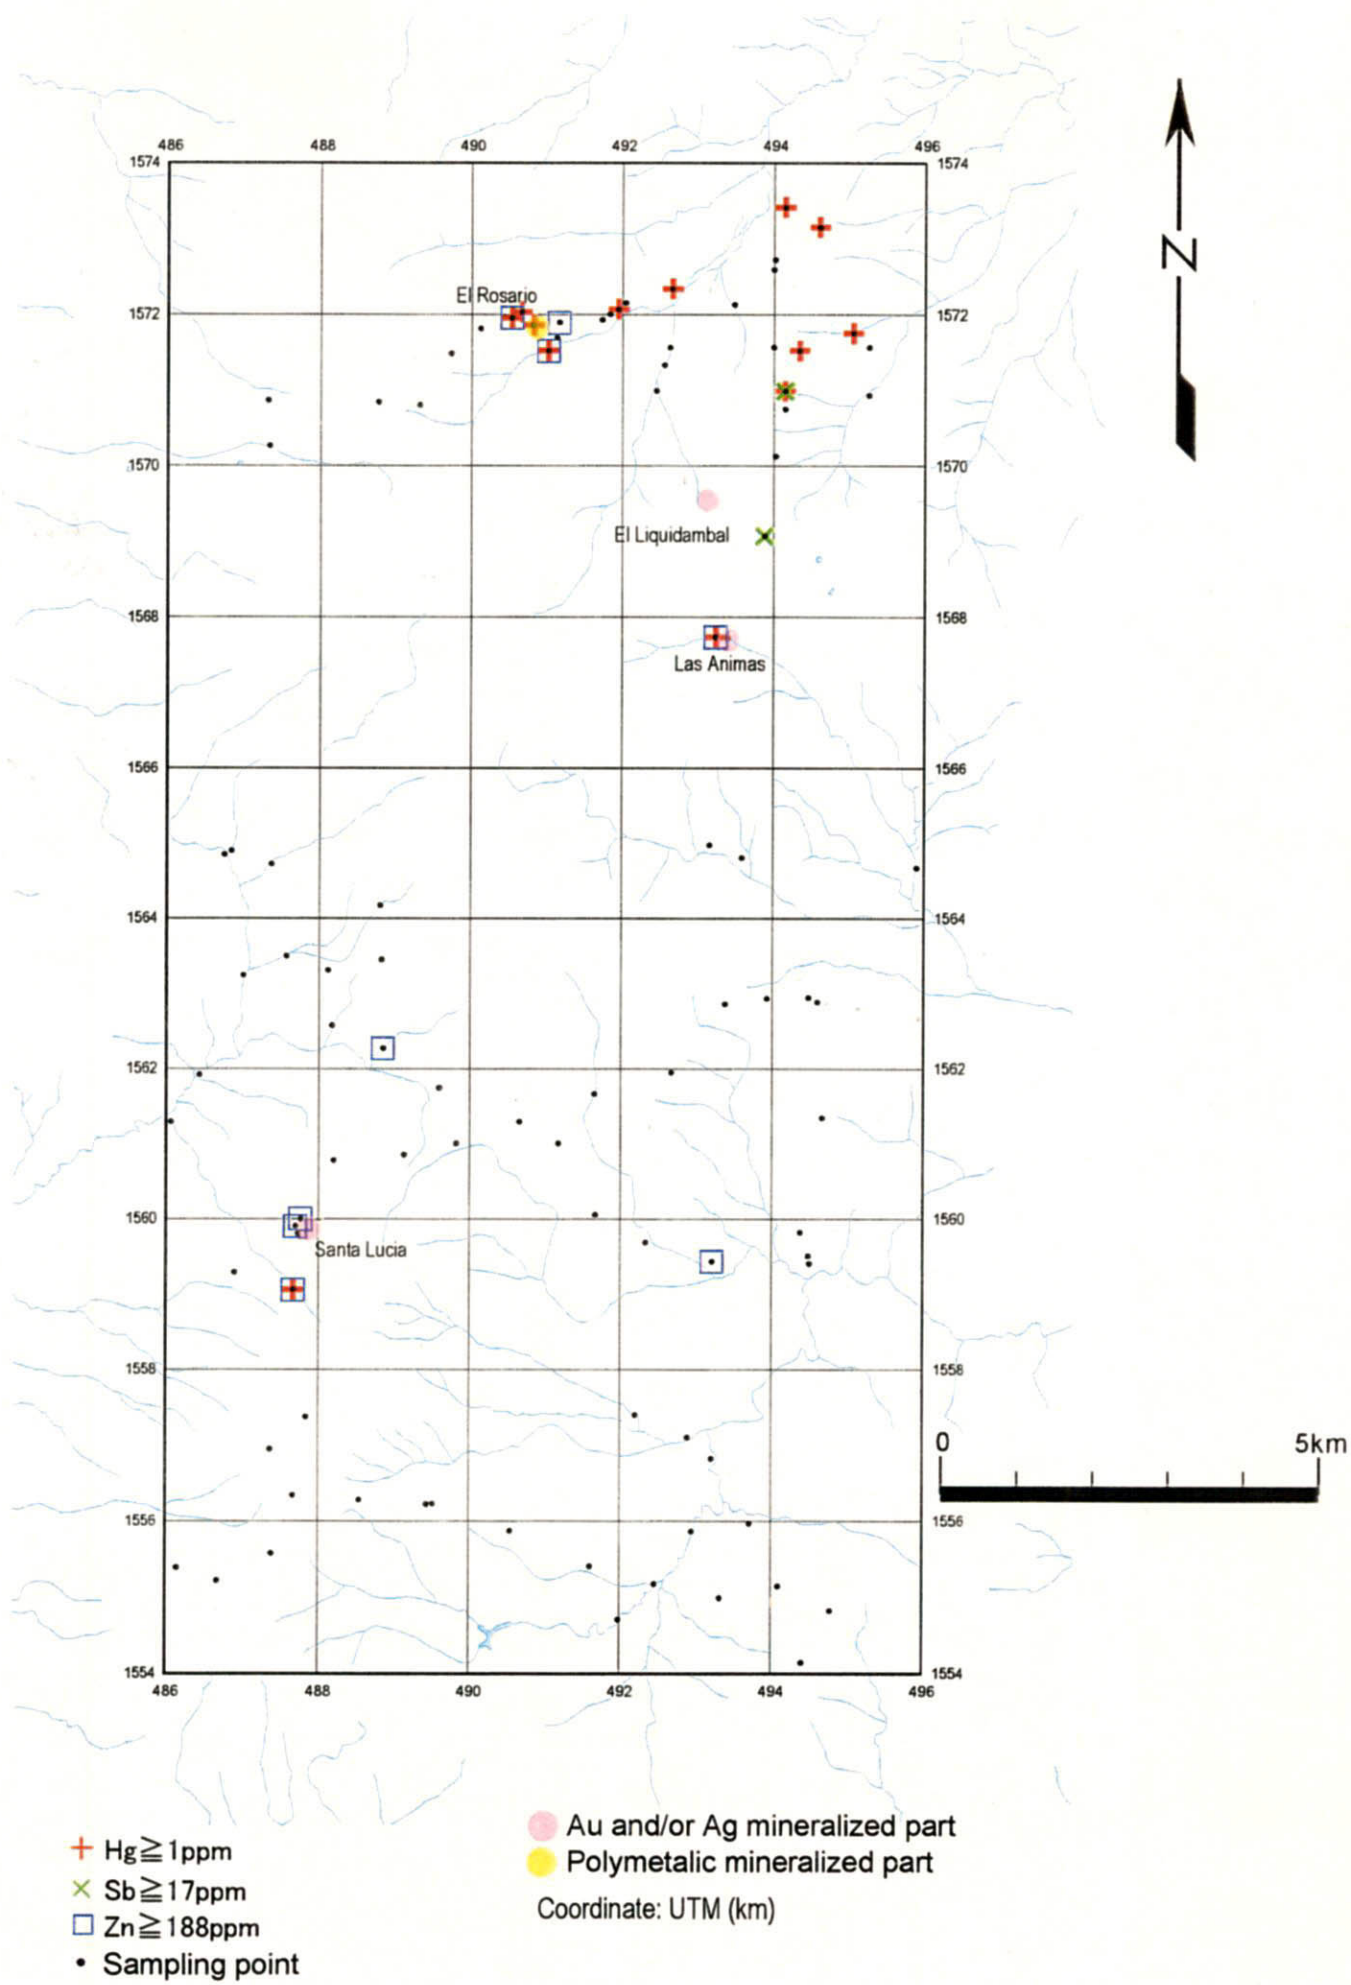 486 488 490 492 494 496
1574 1574
N
El Rosario
1572 1572
1570 1570
El Liquidambal
1568 1568
Las Animas
1566 1566
1564 1564
1562 1562
1560 1560
Santa Lucia
1558 1558
0 5km
1556 1556
1554 1554
486 488 490 492 494 496
Au and/or Ag mineralized part
Polymetalic mineralized part
Coordinate: UTM (km)
+ Hg≧1ppm
× Sb≧17ppm
□ Zn≧188ppm
• Sampling point